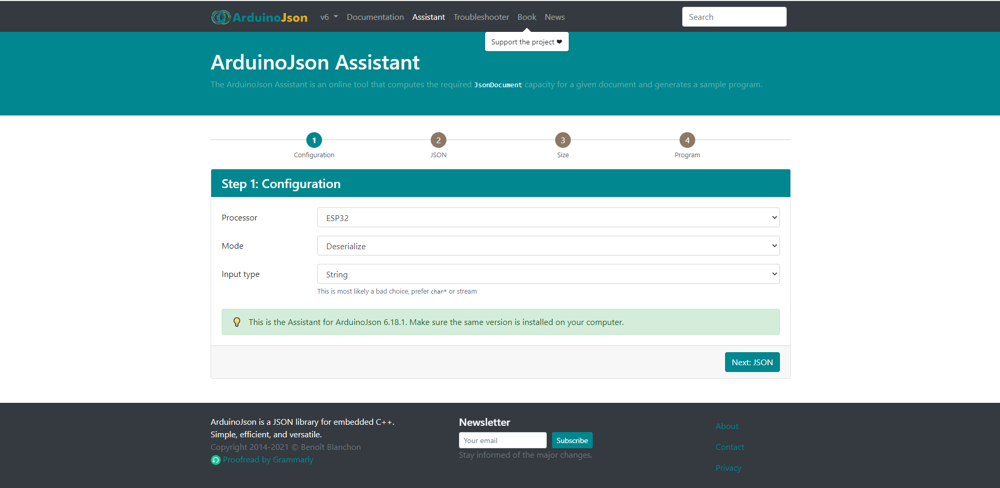 ArduinoJson v6 Documentation Assistant Troubleshooter Book News Search
Support the project ❤
ArduinoJson Assistant
The ArduinoJson Assistant is an online tool that computes the required JsonDocument capacity for a given document and generates a sample program.
1 2 3 4
Configuration JSON Size Program
Step 1: Configuration
Processor ESP32
Mode Deserialize
Input type String
This is most likely a bad choice, prefer char* or stream
This is the Assistant for ArduinoJson 6.18.1. Make sure the same version is installed on your computer.
Next: JSON
ArduinoJson is a JSON library for embedded C++.
Simple, efficient, and versatile.
Copyright 2014-2021 © Benoît Blanchon
Proofread by Grammarly
Newsletter
Your email Subscribe
Stay informed of the major changes.
About
Contact
Privacy